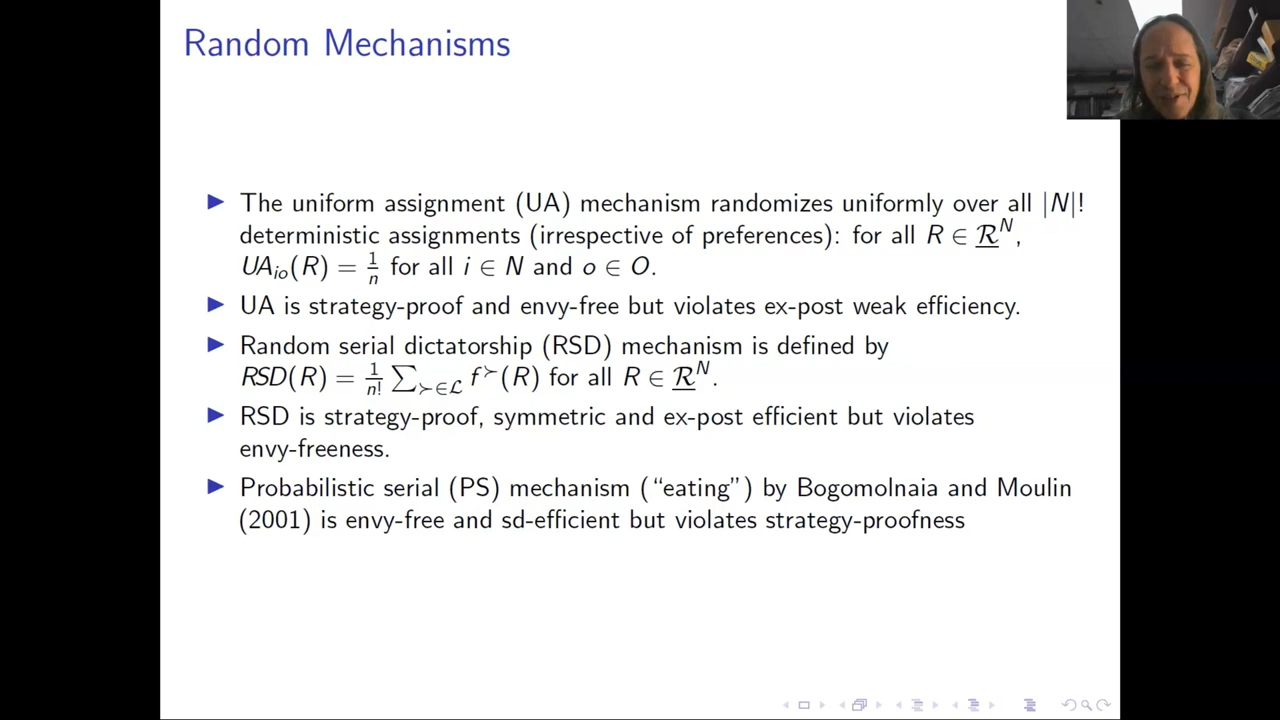 Random Mechanisms
▶ The uniform assignment (UA) mechanism randomizes uniformly over all |N|!
deterministic assignments (irrespective of preferences): for all R ∈ <u>ℛ</u>ᴺ,
UAᵢₒ(R) = 1/n for all i ∈ N and o ∈ O.
▶ UA is strategy-proof and envy-free but violates ex-post weak efficiency.
▶ Random serial dictatorship (RSD) mechanism is defined by
RSD(R) = 1/n! ∑_{≻∈ℒ} f^≻(R) for all R ∈ <u>ℛ</u>ᴺ.
▶ RSD is strategy-proof, symmetric and ex-post efficient but violates
envy-freeness.
▶ Probabilistic serial (PS) mechanism (“eating”) by Bogomolnaia and Moulin
(2001) is envy-free and sd-efficient but violates strategy-proofness